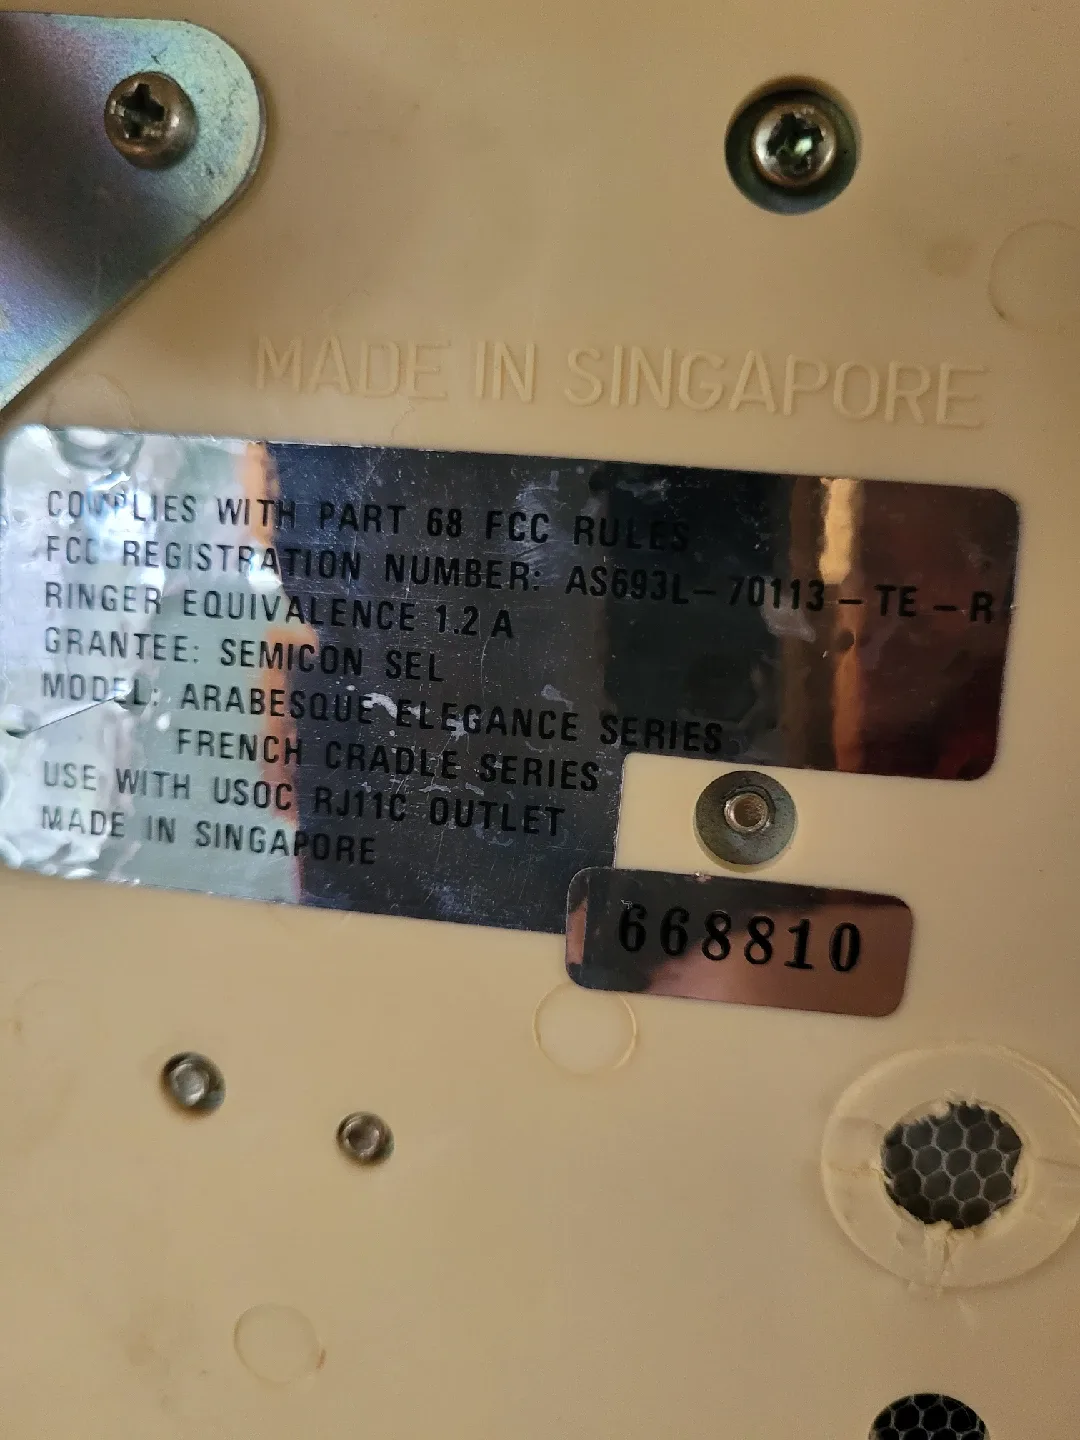 MADE IN SINGAPORE
COMPLIES WITH PART 68 FCC RULES
FCC REGISTRATION NUMBER: AS693L-70113-TE-R
RINGER EQUIVALENCE 1.2 A
GRANTEE: SEMICON SEL
MODEL: ARABESQUE ELEGANCE SERIES
FRENCH CRADLE SERIES
USE WITH USOC RJ11C OUTLET
MADE IN SINGAPORE
668810